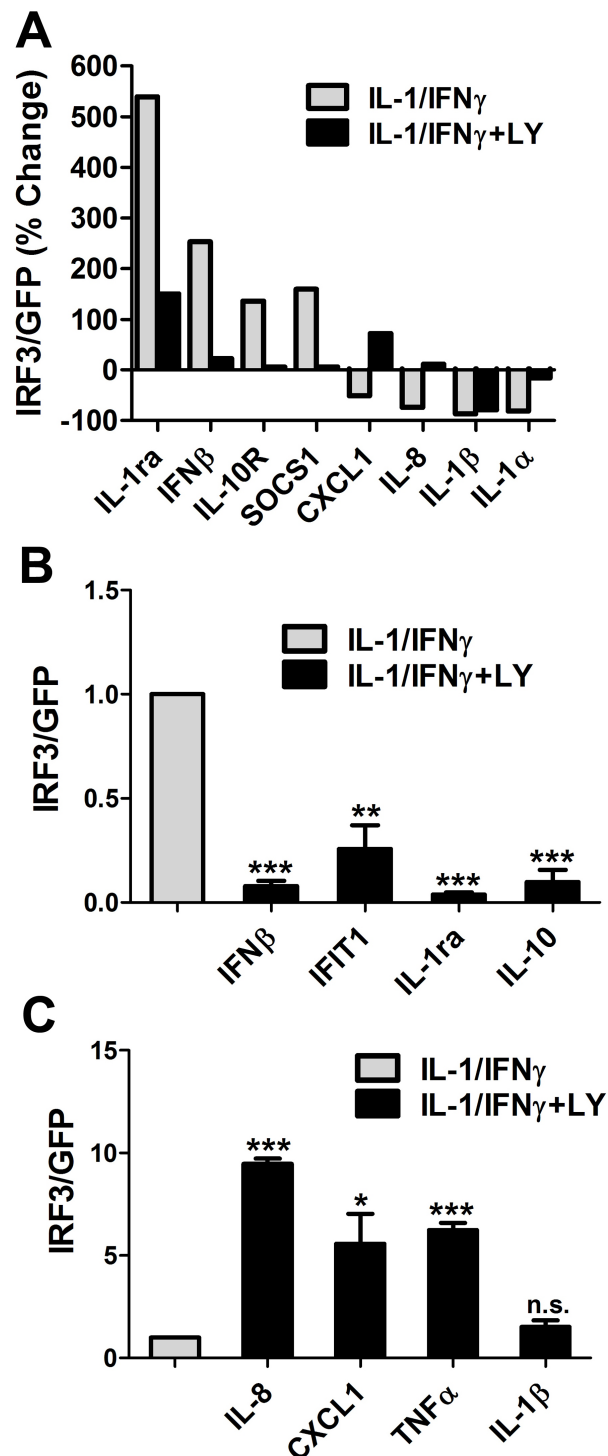 A
IRF3/GFP (% Change)
600
500
400
300
200
100
0
-100
IL-1/IFNγ
IL-1/IFNγ+LY
IL-1ra
IFNβ
IL-10R
SOCS1
CXCL1
IL-8
IL-1β
IL-1α
B
IRF3/GFP
1.5
1.0
0.5
0.0
IL-1/IFNγ
IL-1/IFNγ+LY
***
**
***
***
IFNβ
IFIT1
IL-1ra
IL-10
C
IRF3/GFP
15
10
5
0
IL-1/IFNγ
IL-1/IFNγ+LY
***
*
***
n.s.
IL-8
CXCL1
TNFα
IL-1β